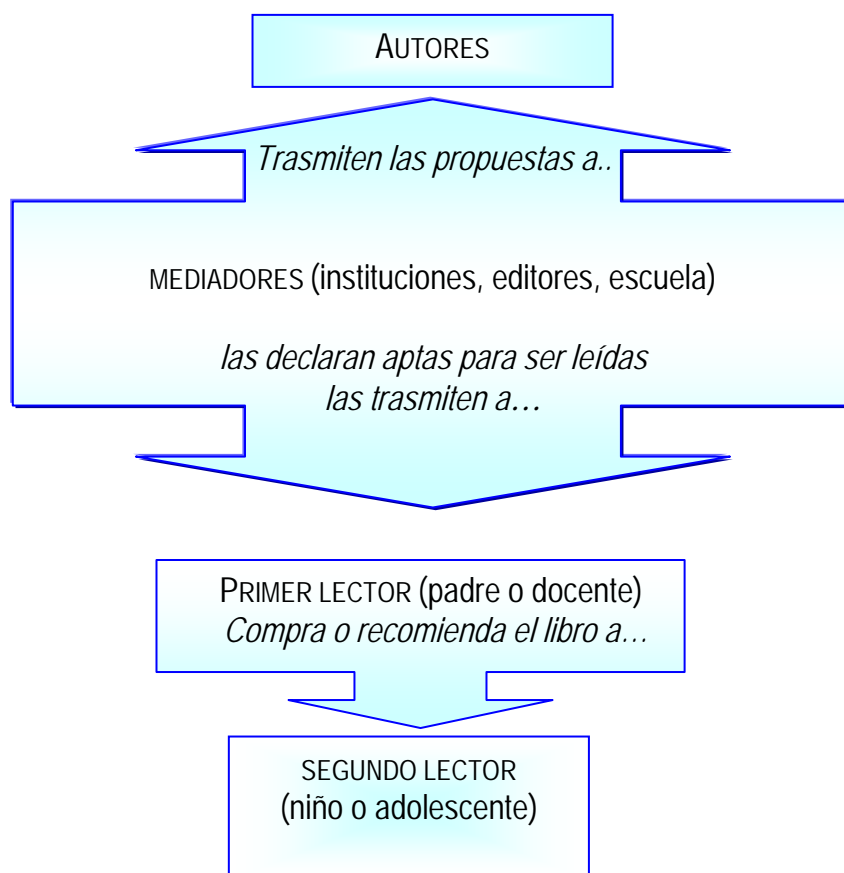 AUTORES
Trasmiten las propuestas a..
MEDIADORES (instituciones, editores, escuela)
las declaran aptas para ser leídas
las trasmiten a…
PRIMER LECTOR (padre o docente)
Compra o recomienda el libro a…
SEGUNDO LECTOR
(niño o adolescente)